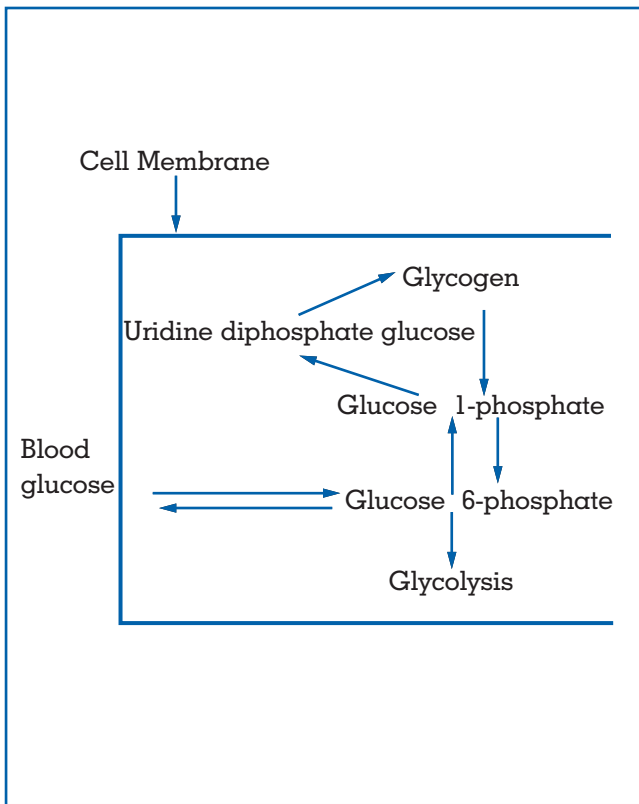 Cell Membrane
Glycogen
Uridine diphosphate glucose
Glucose 1-phosphate
Blood
glucose
Glucose 6-phosphate
Glycolysis